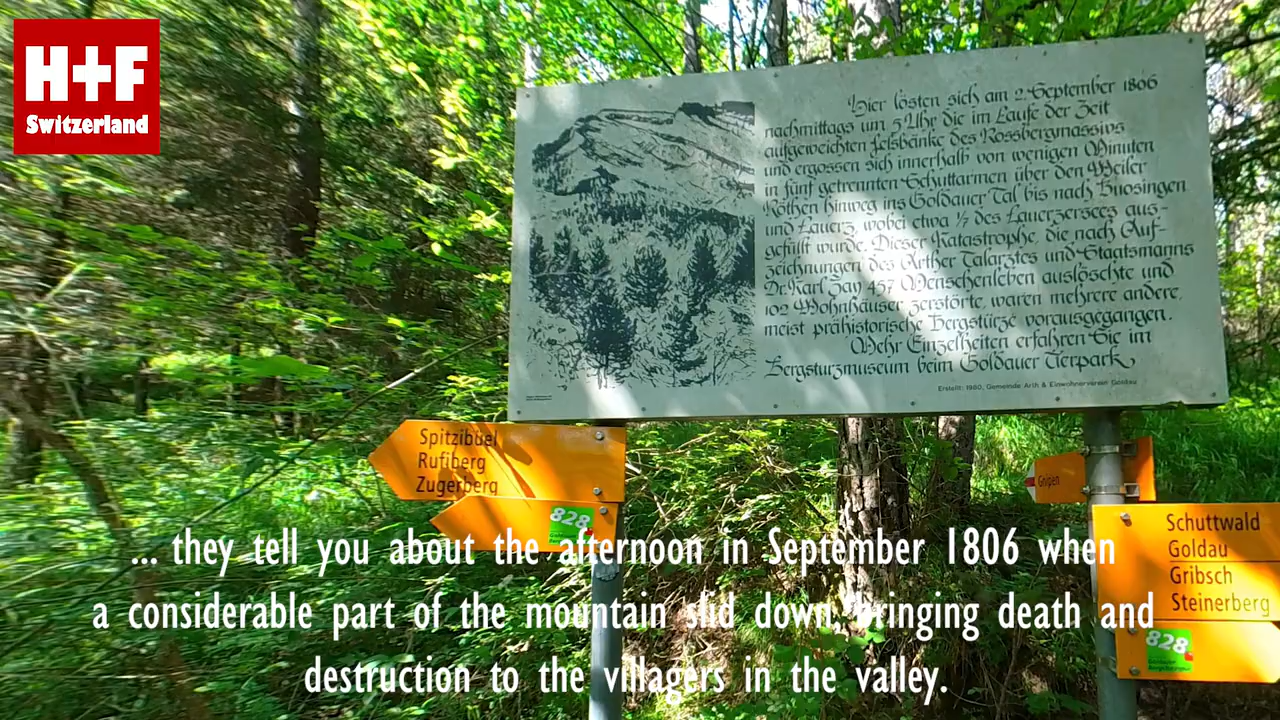 H+F
Switzerland
Hier lösten sich am 2. September 1806
nachmittags um 5 Uhr die im Laufe der Zeit
aufgeweichten Felsbänke des Rossbergmassivs
und ergossen sich innerhalb von wenigen Minuten
in fünf getrennten Schuttarmen über den Weiler
Röthen hinweg ins Goldauer Tal bis nach Buosingen
und Lauerz, wobei etwa 1/7 des Lauerzersees aus-
gefüllt wurde. Dieser Katastrophe, die nach Auf-
zeichnungen des Arther Talarztes und Staatsmanns
Dr. Karl Zay 457 Menschenleben auslöschte und
102 Wohnhäuser zerstörte, waren mehrere andere,
meist prähistorische Bergstürze vorausgegangen.
Mehr Einzelheiten erfahren Sie im
Bergsturzmuseum beim Goldauer Tierpark
Erstellt: 1980, Gemeinde Arth & Einwohnerverein Goldau
Spitzibüel
Rufiberg
Zugerberg
828
Gnipen
Schuttwald
Goldau
Gribsch
Steinerberg
828
... they tell you about the afternoon in September 1806 when
a considerable part of the mountain slid down, bringing death and
destruction to the villagers in the valley.